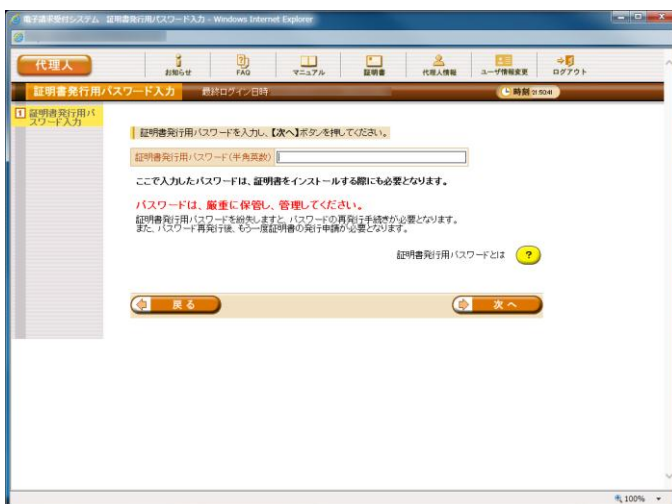 電子請求受付システム 証明書発行用パスワード入力 - Windows Internet Explorer
代理人
お知らせ
FAQ
マニュアル
証明書
代理人情報
ユーザ情報変更
ログアウト
証明書発行用パスワード入力 最終ログイン日時
時刻
1 証明書発行用パ
スワード入力
証明書発行用パスワードを入力し、【次へ】ボタンを押してください。
証明書発行用パスワード(半角英数)
ここで入力したパスワードは、証明書をインストールする際にも必要となります。
パスワードは、厳重に保管し、管理してください。
証明書発行用パスワードを紛失しますと、パスワードの再発行手続きが必要となります。
また、パスワード再発行後、もう一度証明書の発行申請が必要となります。
証明書発行用パスワードとは ?
戻る
次へ
100%